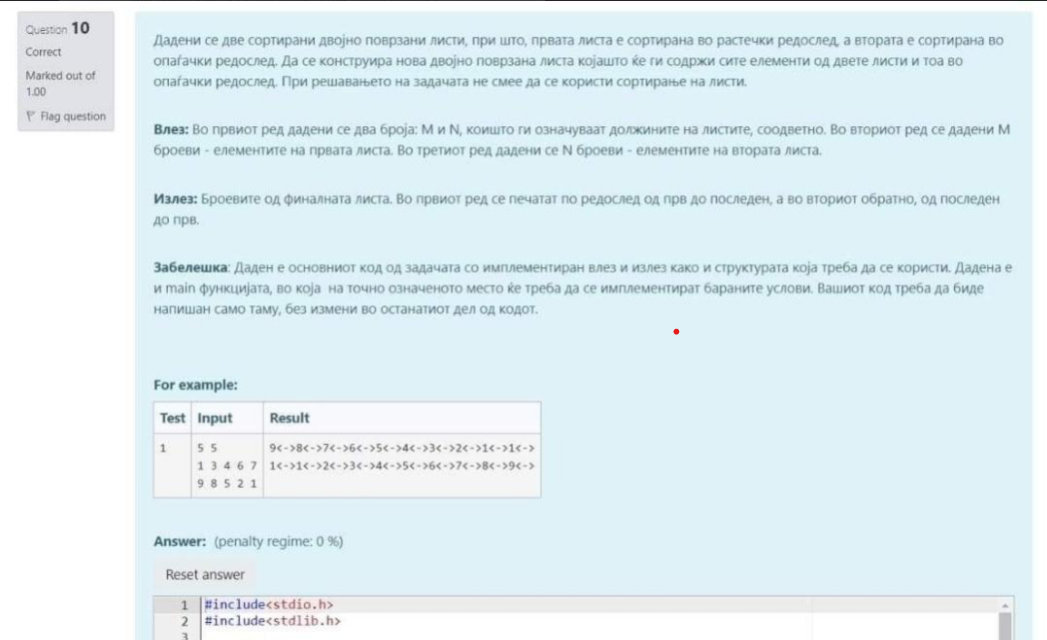 Question 10
Correct
Marked out of
1.00
Flag question
Дадени се две сортирани двојно поврзани листи, при што, првата листа е сортирана во растечки редослед, а втората е сортирана во
опаѓачки редослед. Да се конструира нова двојно поврзана листа којашто ќе ги содржи сите елементи од двете листи и тоа во
опаѓачки редослед. При решавањето на задачата не смее да се користи сортирање на листи.
Влез: Во првиот ред дадени се два броја: M и N, коишто ги означуваат должините на листите, соодветно. Во вториот ред се дадени M
броеви - елементите на првата листа. Во третиот ред дадени се N броеви - елементите на втората листа.
Излез: Броевите од финалната листа. Во првиот ред се печатат по редослед од прв до последен, а во вториот обратно, од последен
до прв.
Забелешка: Даден е основниот код од задачата со имплементиран влез и излез како и структурата која треба да се користи. Дадена е
и main функцијата, во која на точно означеното место ќе треба да се имплементират бараните услови. Вашиот код треба да биде
напишан само таму, без измени во останатиот дел од кодот.
For example:
Test Input Result
1 5 5 9<->8<->7<->6<->5<->4<->3<->2<->1<->1<->
1 3 4 6 7 1<->1<->2<->3<->4<->5<->6<->7<->8<->9<->
9 8 5 2 1
Answer: (penalty regime: 0 %)
Reset answer
1 #include<stdio.h>
2 #include<stdlib.h>
3